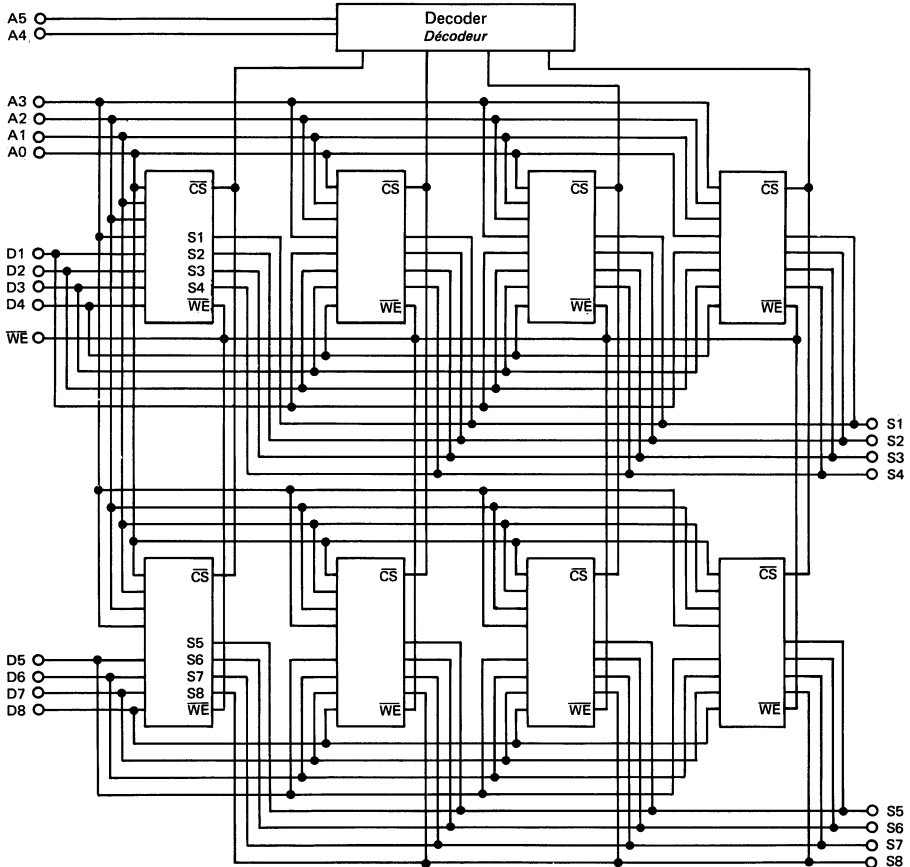 A5
Decoder
A4
Décodeur
A3
A2
A1
A0
CS CS CS CS
S1
D1 S2
D2 S3
D3 S4
D4 WE WE WE WE
WE
S1
S2
S3
S4
CS CS CS CS
S5
D5 S6
D6 S7
D7 S8
D8 WE WE WE WE
S5
S6
S7
S8